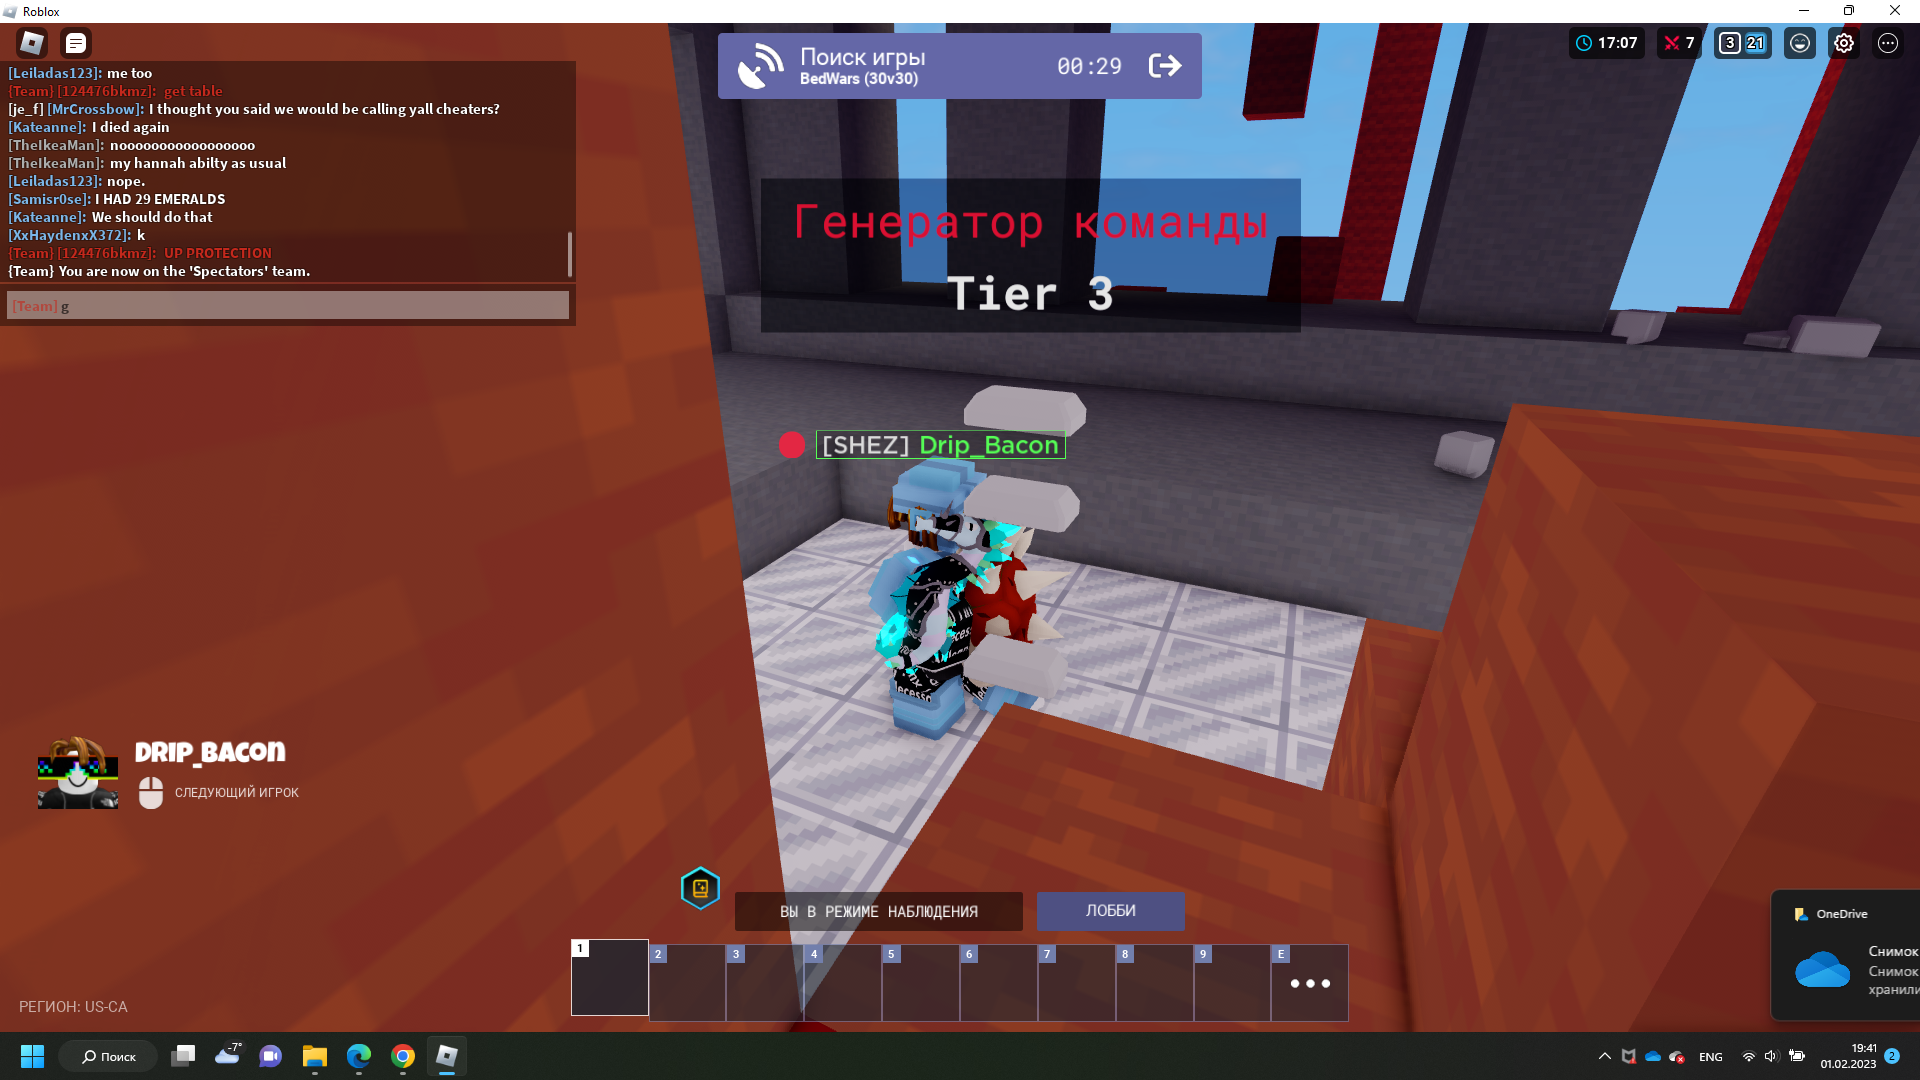 Roblox
[Leiladas123]: me too
{Team} [124476bkmz]: get table
[je_f] [MrCrossbow]: I thought you said we would be calling yall cheaters?
[Kateanne]: I died again
[TheIkeaMan]: nooooooooooooooooo
[TheIkeaMan]: my hannah abilty as usual
[Leiladas123]: nope.
[Samisr0se]: I HAD 29 EMERALDS
[Kateanne]: We should do that
[XxHaydenxX372]: k
{Team} [124476bkmz]: UP PROTECTION
{Team} You are now on the 'Spectators' team.
[Team] g
Поиск игры
BedWars (30v30)
00:29
17:07
7
3 21
Генератор команды
Tier 3
[SHEZ] Drip_Bacon
DRIP_BACON
СЛЕДУЮЩИЙ ИГРОК
ВЫ В РЕЖИМЕ НАБЛЮДЕНИЯ
ЛОББИ
1 2 3 4 5 6 7 8 9 E
РЕГИОН: US-CA
OneDrive
Снимок
Снимок
хранили
Поиск
-7°
ENG
19:41
01.02.2023
2